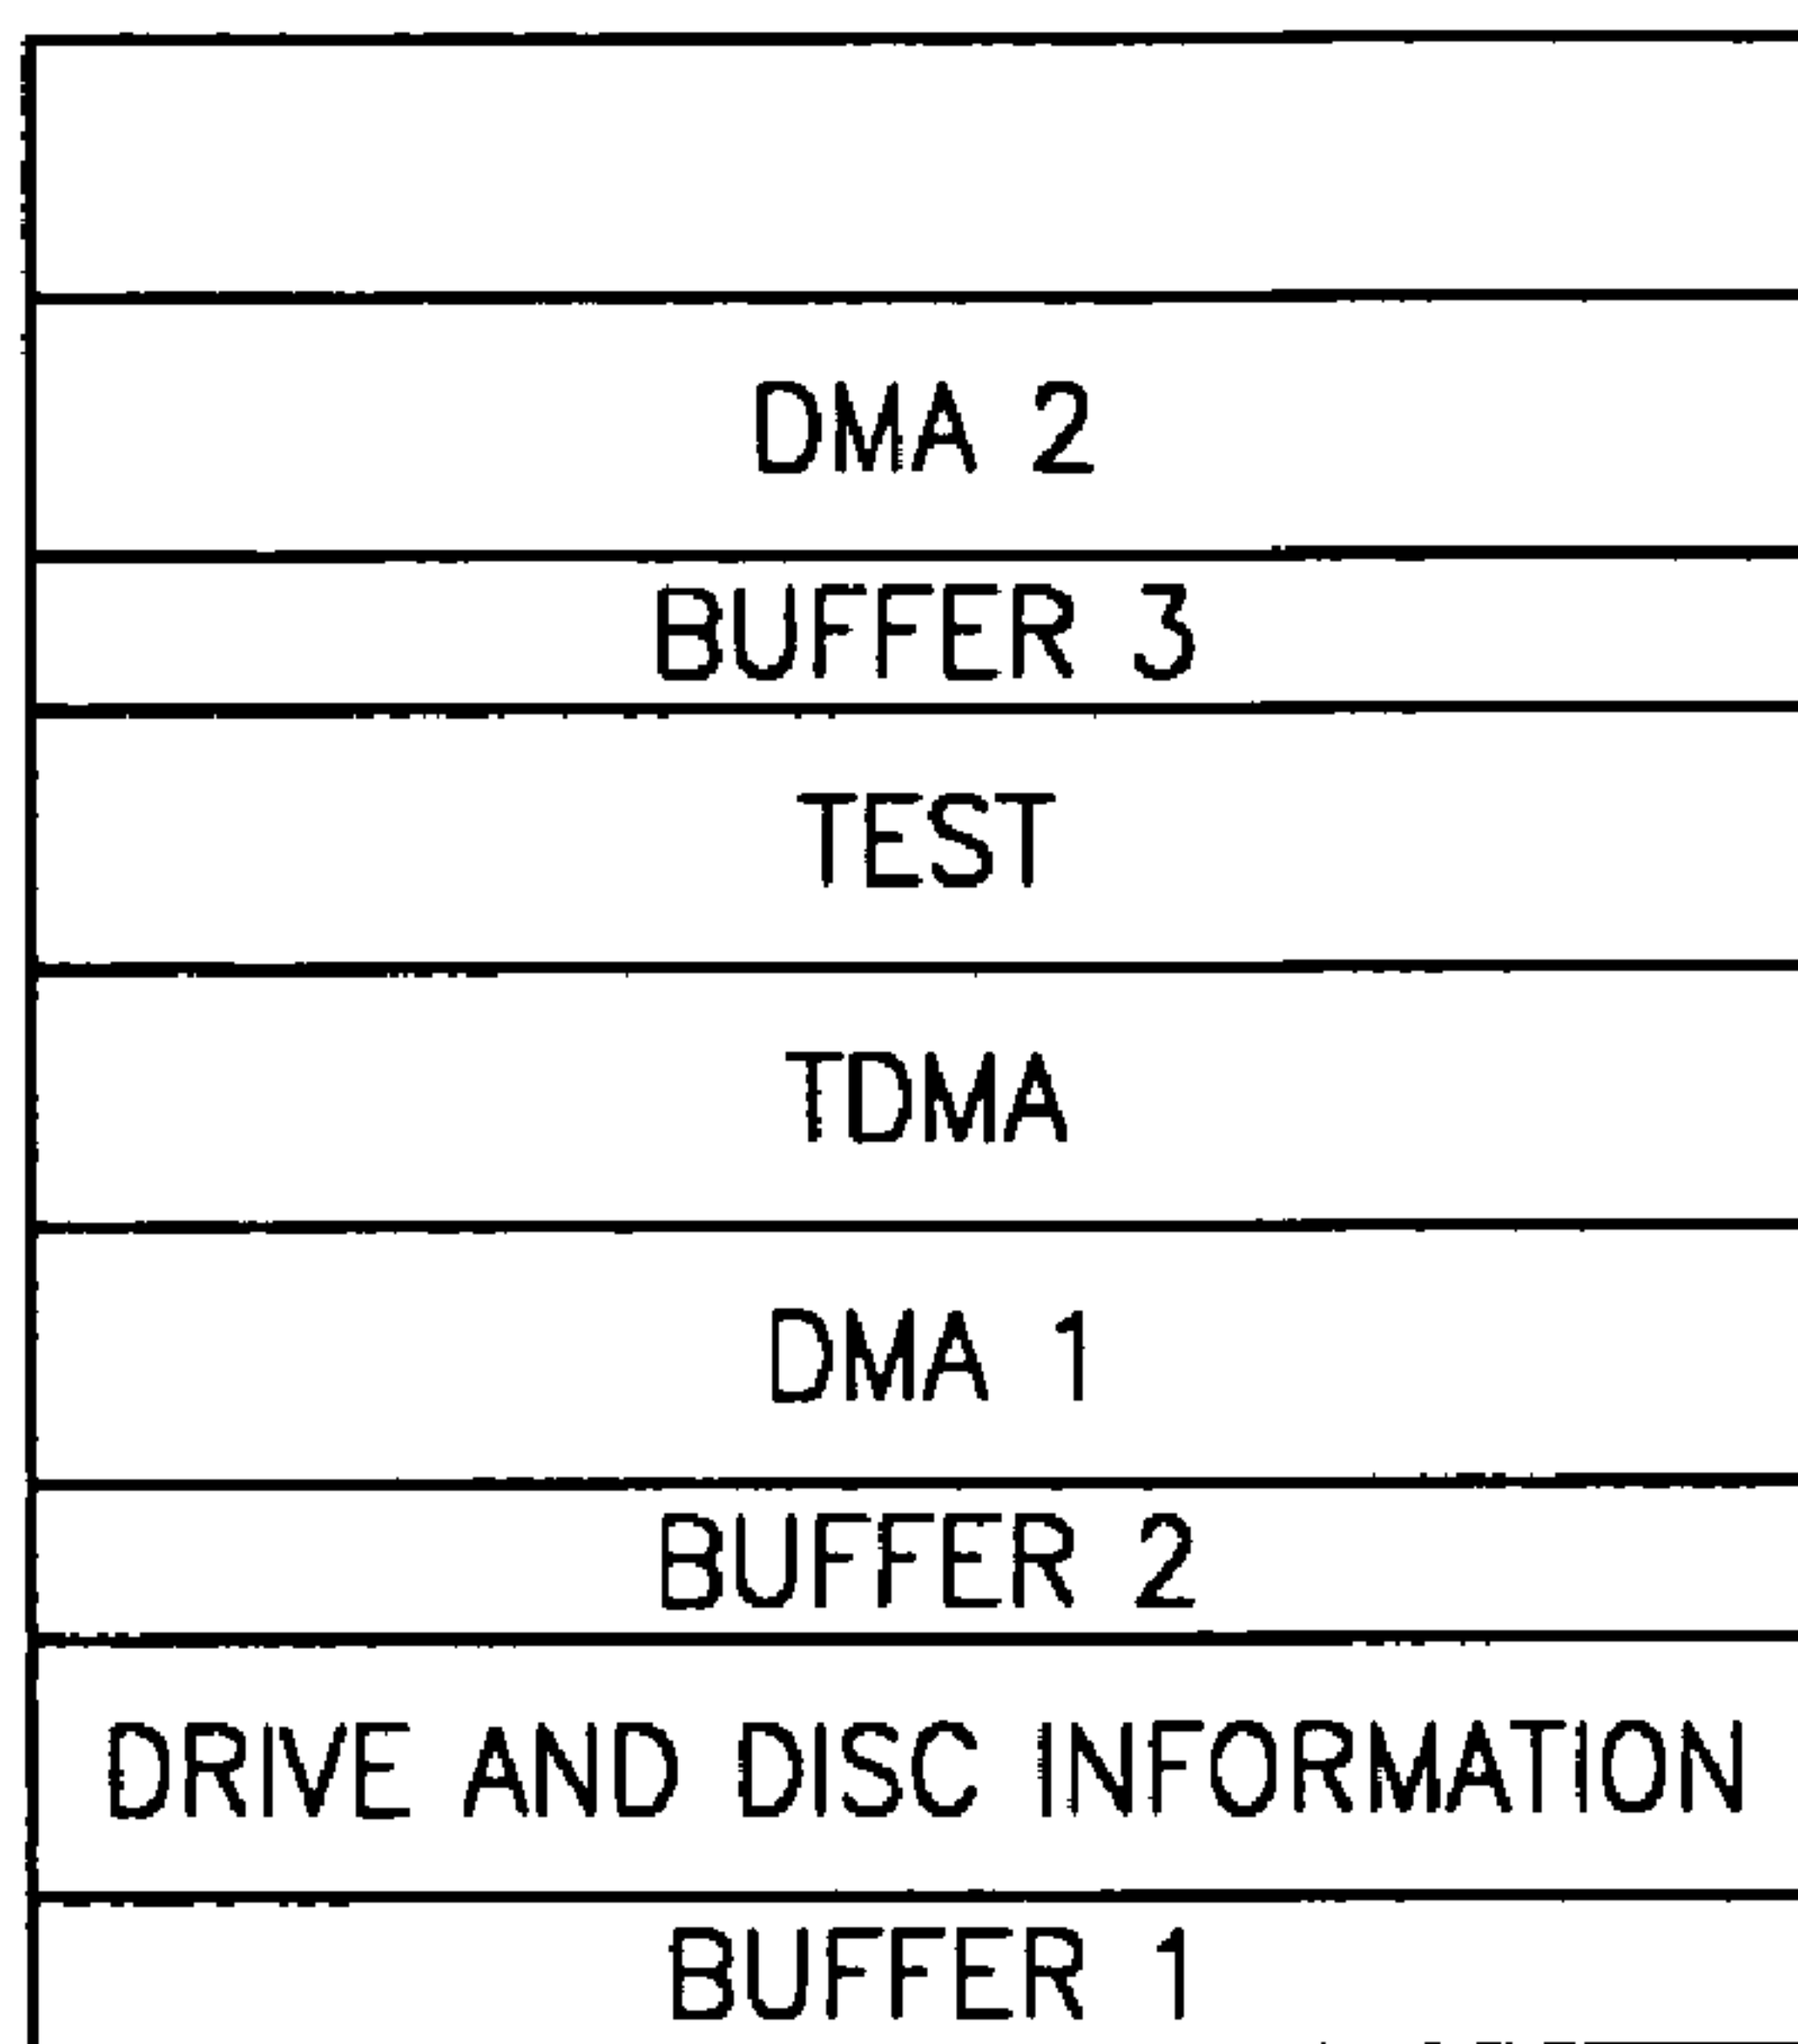 DMA 2
BUFFER 3
TEST
TDMA
DMA 1
BUFFER 2
DRIVE AND DISC INFORMATION
BUFFER 1